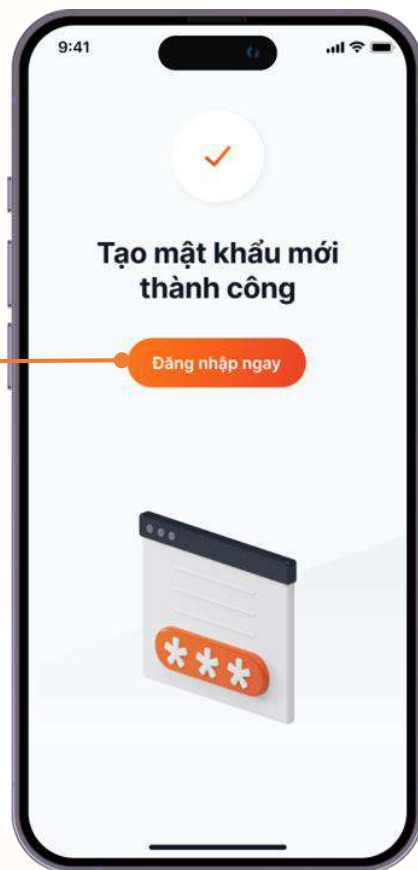 9:41
Tạo mật khẩu mới
thành công
Đăng nhập ngay
***